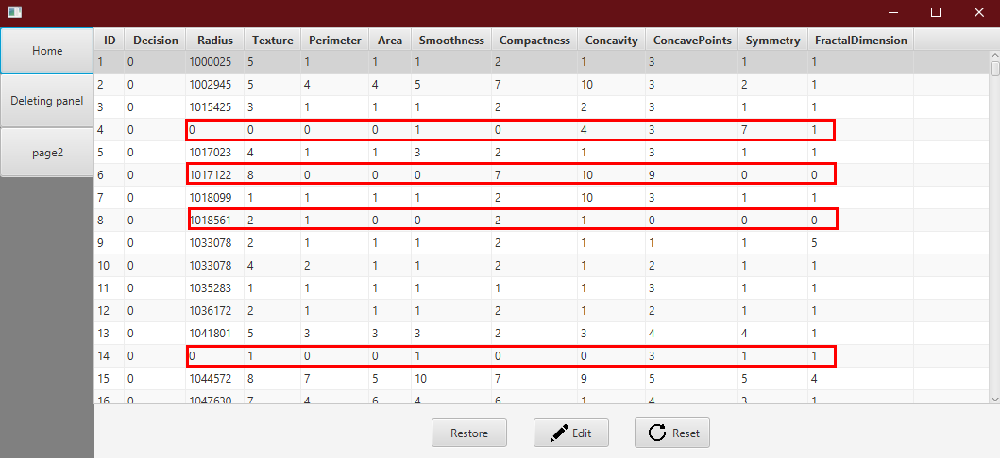 Home
Deleting panel
page2
ID Decision Radius Texture Perimeter Area Smoothness Compactness Concavity ConcavePoints Symmetry FractalDimension
1 0 1000025 5 1 1 1 2 1 3 1 1
2 0 1002945 5 4 4 5 7 10 3 2 1
3 0 1015425 3 1 1 1 2 2 3 1 1
4 0 0 0 0 0 1 0 4 3 7 1
5 0 1017023 4 1 1 3 2 1 3 1 1
6 0 1017122 8 0 0 0 7 10 9 0 0
7 0 1018099 1 1 1 1 2 10 3 1 1
8 0 1018561 2 1 0 0 2 1 0 0 0
9 0 1033078 2 1 1 1 2 1 1 1 5
10 0 1033078 4 2 1 1 2 1 2 1 1
11 0 1035283 1 1 1 1 1 1 3 1 1
12 0 1036172 2 1 1 1 2 1 2 1 1
13 0 1041801 5 3 3 3 2 3 4 4 1
14 0 0 1 0 0 1 0 0 3 1 1
15 0 1044572 8 7 5 10 7 9 5 5 4
16 0 1047630 7 4 6 4 6 1 4 3 1
Restore Edit Reset